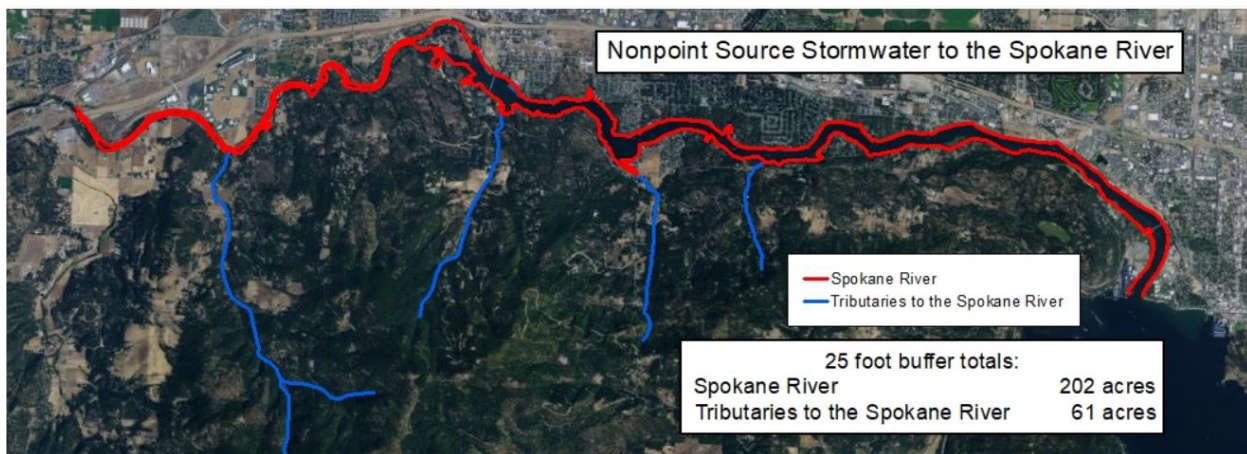 Nonpoint Source Stormwater to the Spokane River
Spokane River
Tributaries to the Spokane River
25 foot buffer totals:
Spokane River 202 acres
Tributaries to the Spokane River 61 acres